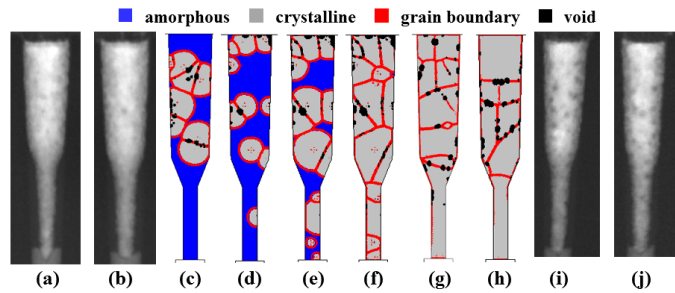 amorphous crystalline grain boundary void
(a) (b) (c) (d) (e) (f) (g) (h) (i) (j)